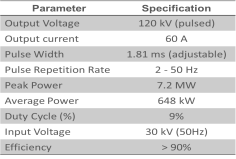 Parameter Specification
Output Voltage 120 kV (pulsed)
Output current 60 A
Pulse Width 1.81 ms (adjustable)
Pulse Repetition Rate 2 - 50 Hz
Peak Power 7.2 MW
Average Power 648 kW
Duty Cycle (%) 9%
Input Voltage 30 kV (50Hz)
Efficiency > 90%